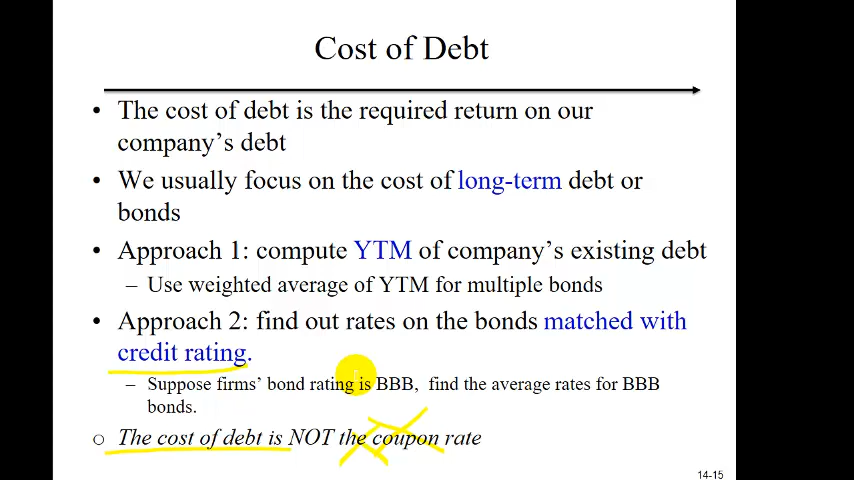 Cost of Debt
• The cost of debt is the required return on our
company's debt
• We usually focus on the cost of long-term debt or
bonds
• Approach 1: compute YTM of company's existing debt
– Use weighted average of YTM for multiple bonds
• Approach 2: find out rates on the bonds matched with
credit rating.
– Suppose firms' bond rating is BBB, find the average rates for BBB
bonds.
○ The cost of debt is NOT the coupon rate
14-15